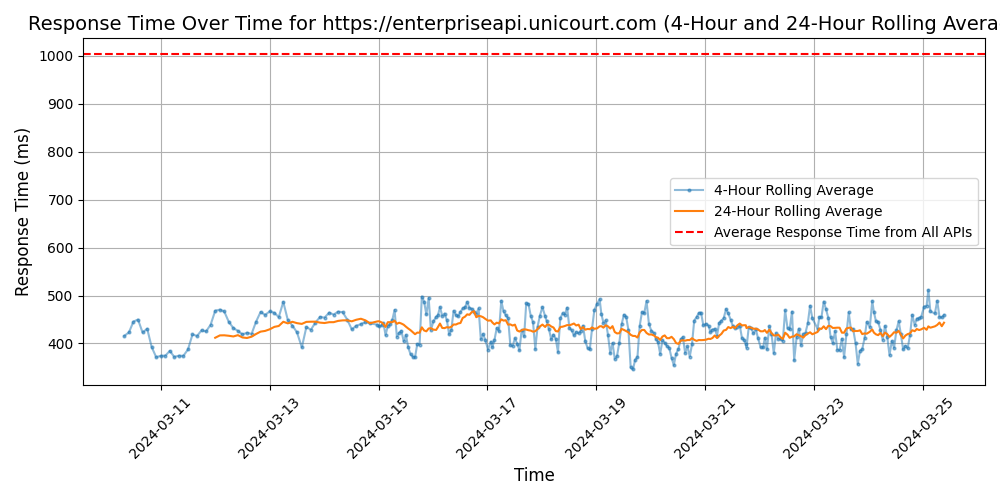 Response Time Over Time for https://enterpriseapi.unicourt.com (4-Hour and 24-Hour Rolling Avera
Response Time (ms)
1000
900
800
700
600
500
400
4-Hour Rolling Average
24-Hour Rolling Average
Average Response Time from All APIs
2024-03-11
2024-03-13
2024-03-15
2024-03-17
2024-03-19
2024-03-21
2024-03-23
2024-03-25
Time